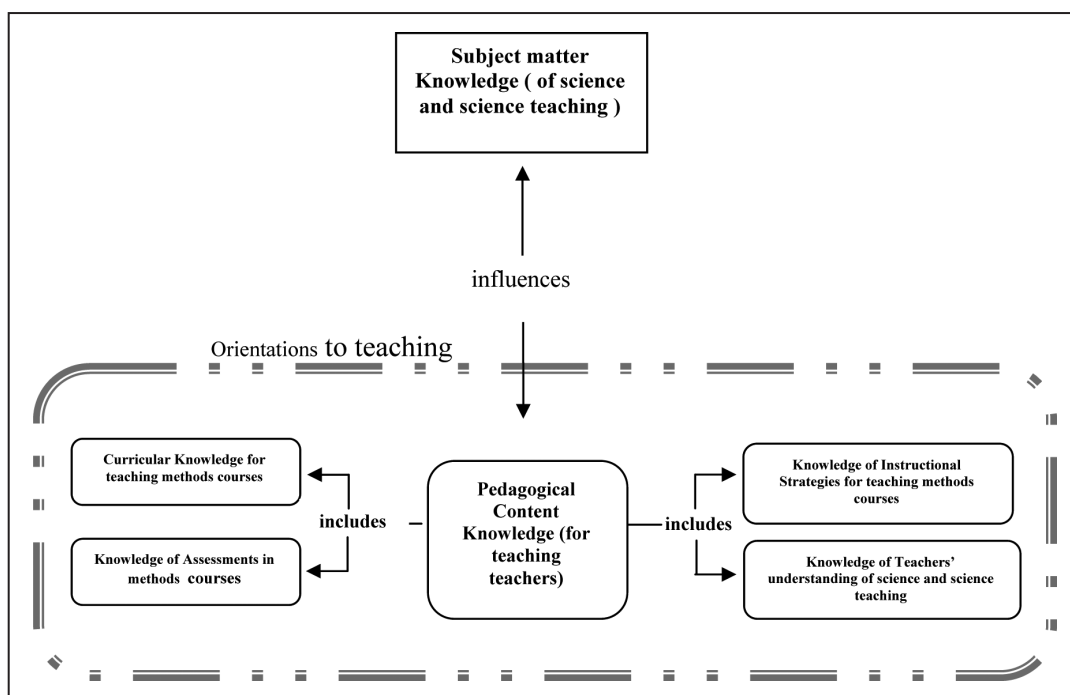 Subject matter
Knowledge ( of science
and science teaching )
influences
Orientations to teaching
Curricular Knowledge for
teaching methods courses
includes
Knowledge of Assessments in
methods courses
Pedagogical
Content
Knowledge (for
teaching
teachers)
includes
Knowledge of Instructional
Strategies for teaching methods
courses
Knowledge of Teachers'
understanding of science and science
teaching